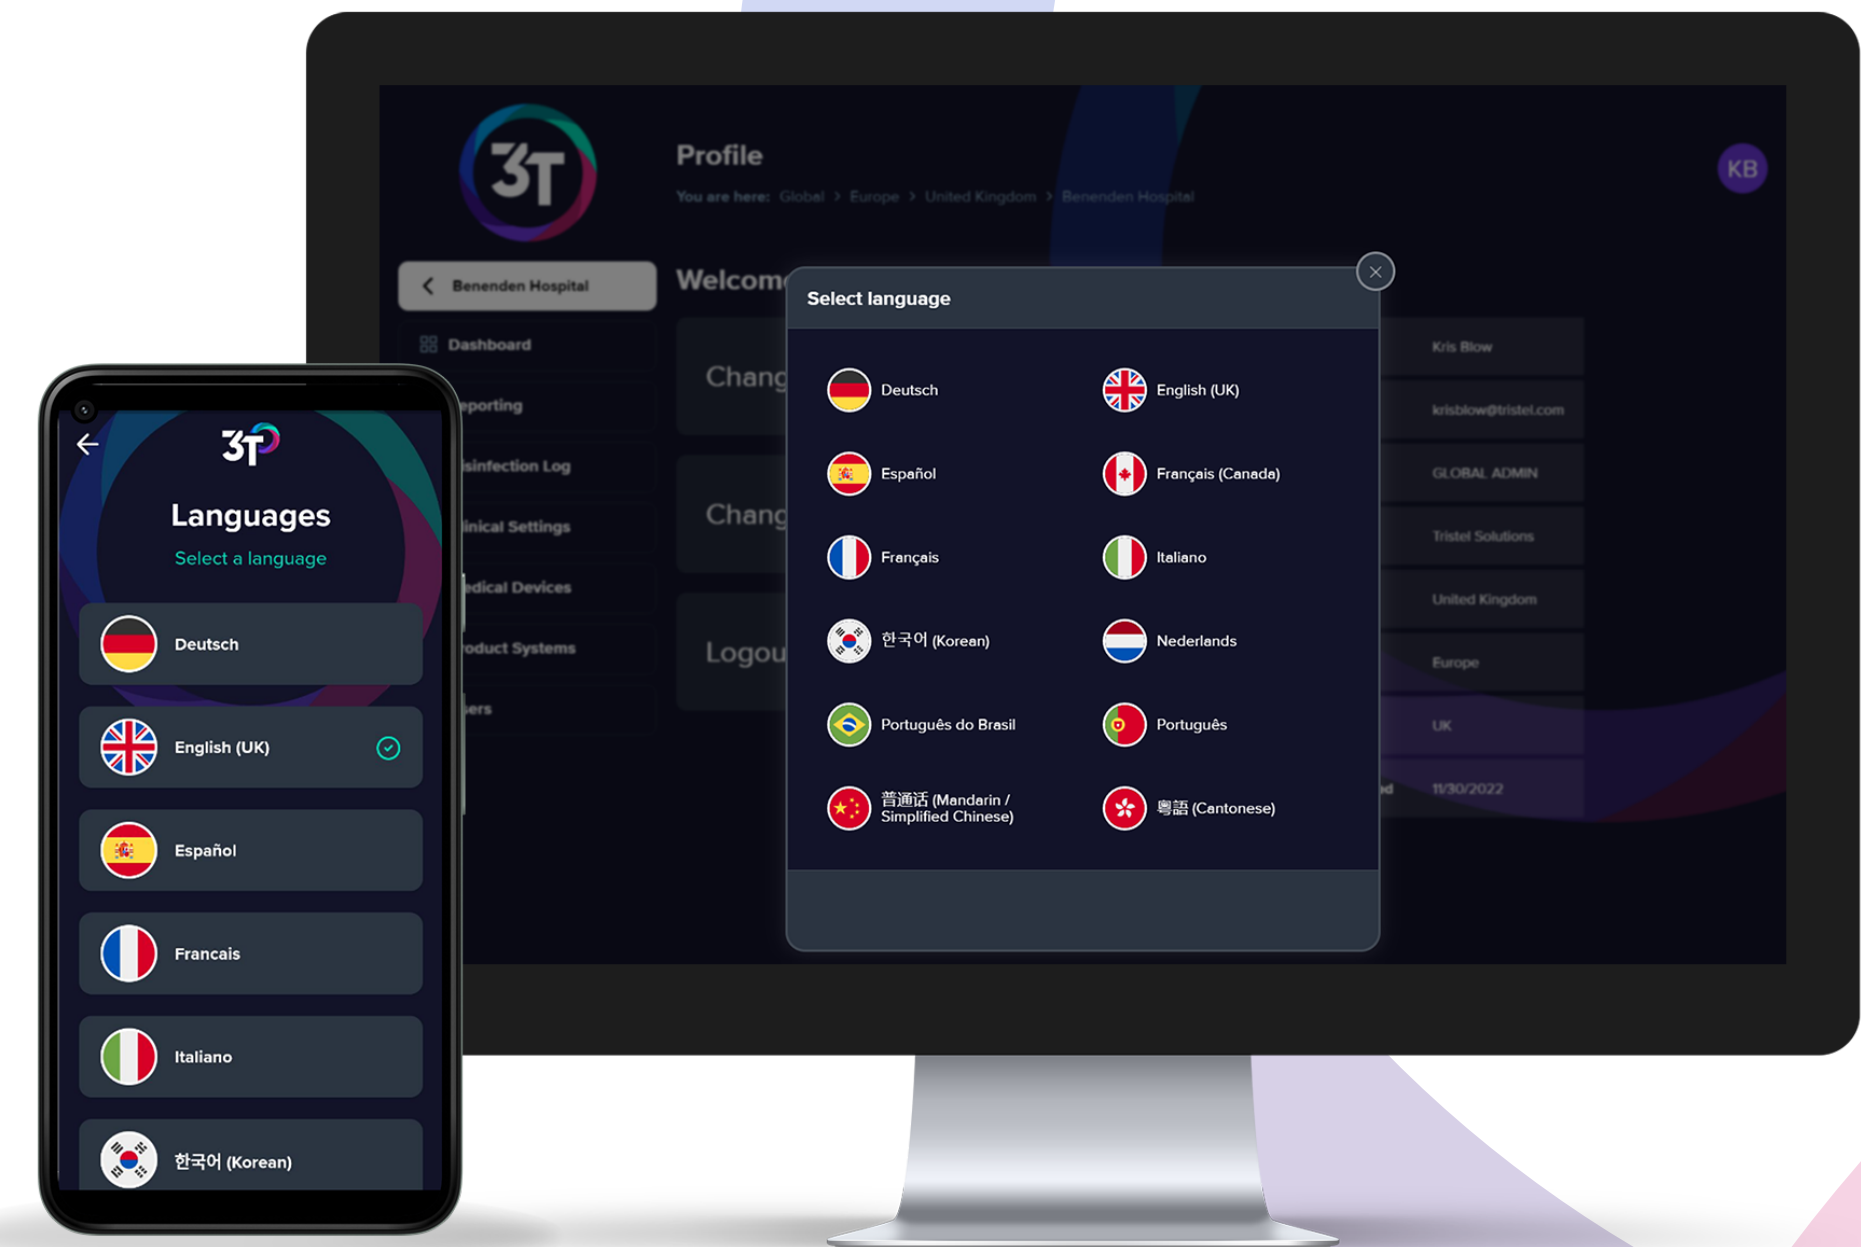 3T
Profile
KB
You are here: Global > Europe > United Kingdom > Benenden Hospital
Benenden Hospital
Welcom
Dashboard
eporting
isinfection Log
linical Settings
edical Devices
roduct Systems
sers
Chang
Chang
Logou
Select language
Deutsch
English (UK)
Español
Français (Canada)
Français
Italiano
한국어 (Korean)
Nederlands
Português do Brasil
Português
普通话 (Mandarin /
Simplified Chinese)
粵語 (Cantonese)
Kris Blow
krisblow@tristel.com
GLOBAL ADMIN
Tristel Solutions
United Kingdom
Europe
UK
ed 11/30/2022
3T
Languages
Select a language
Deutsch
English (UK)
Español
Francais
Italiano
한국어 (Korean)